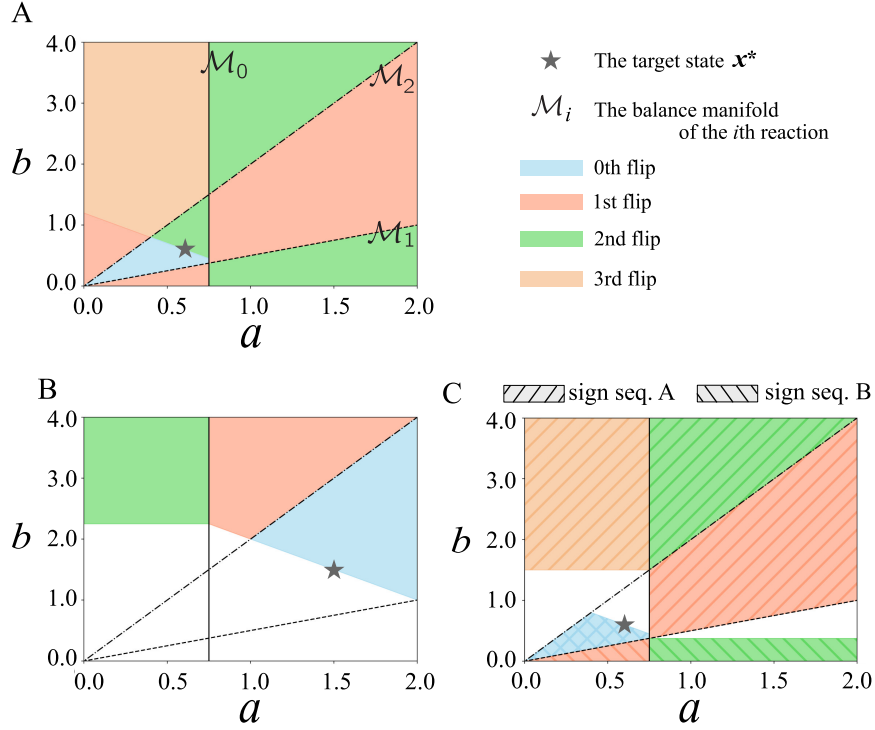 A
4.0
3.0
2.0
1.0
0.0
b
0.0 0.5 1.0 1.5 2.0
a
ℳ0
ℳ2
ℳ1
The target state x*
ℳi The balance manifold
of the ith reaction
0th flip
1st flip
2nd flip
3rd flip
B
4.0
3.0
2.0
1.0
0.0
b
0.0 0.5 1.0 1.5 2.0
a
C
sign seq. A sign seq. B
4.0
3.0
2.0
1.0
0.0
b
0.0 0.5 1.0 1.5 2.0
a